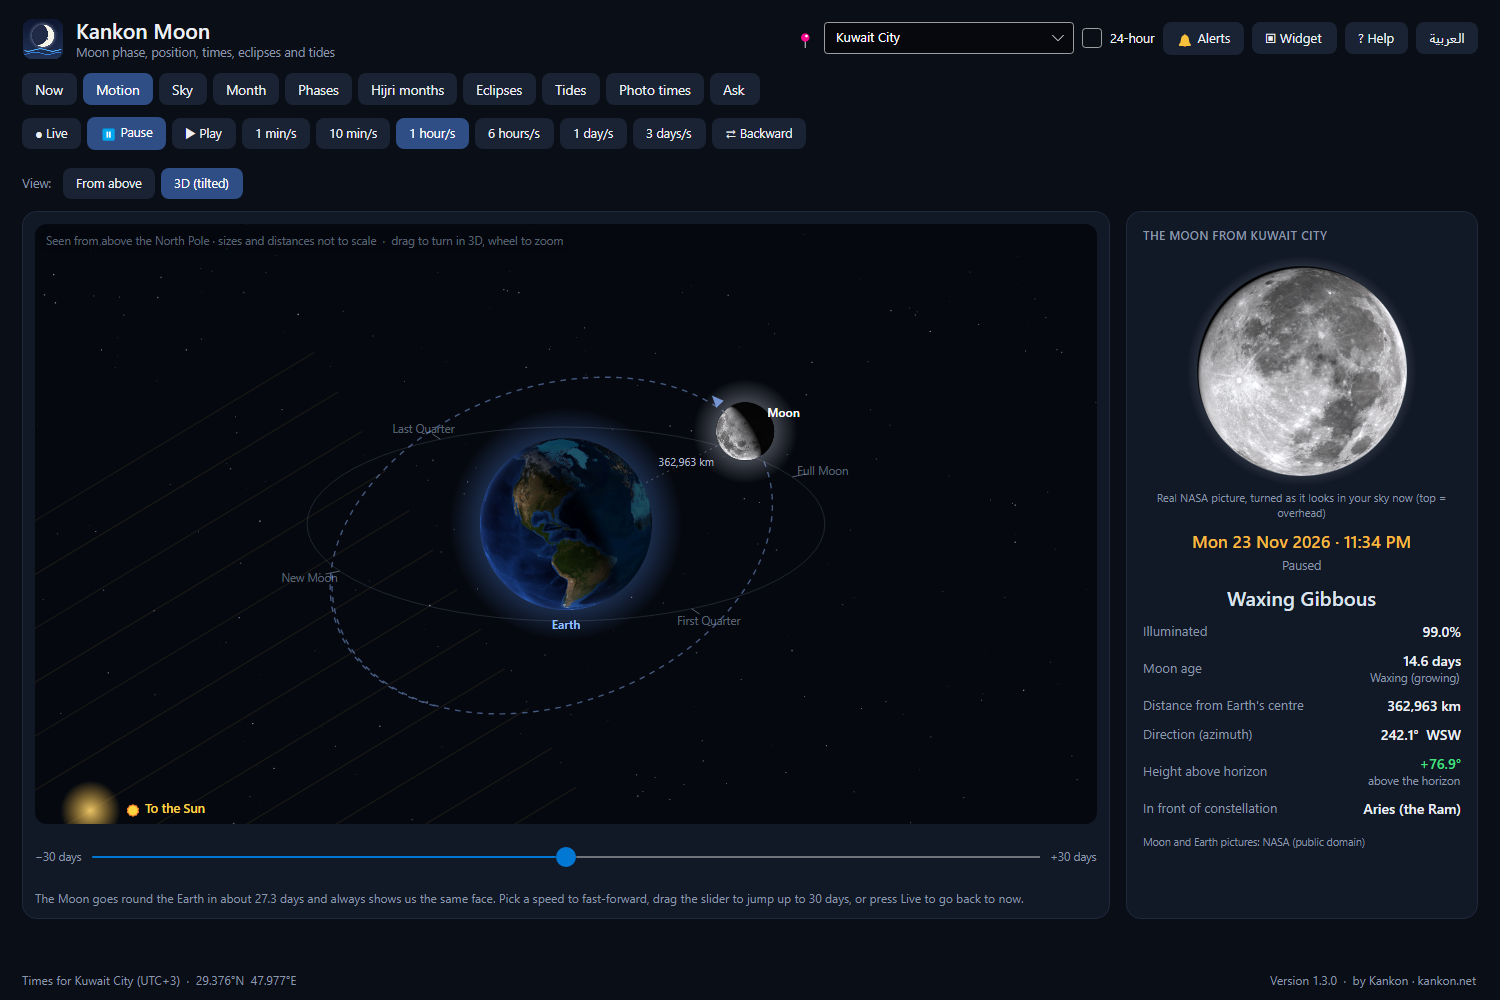 Kankon Moon
Moon phase, position, times, eclipses and tides
Kuwait City
24-hour
Alerts
Widget
? Help
العربية
Now
Motion
Sky
Month
Phases
Hijri months
Eclipses
Tides
Photo times
Ask
● Live
Pause
▶ Play
1 min/s
10 min/s
1 hour/s
6 hours/s
1 day/s
3 days/s
⇄ Backward
View:
From above
3D (tilted)
Seen from above the North Pole · sizes and distances not to scale · drag to turn in 3D, wheel to zoom
Moon
Last Quarter
362,963 km
Full Moon
New Moon
First Quarter
Earth
To the Sun
−30 days
+30 days
The Moon goes round the Earth in about 27.3 days and always shows us the same face. Pick a speed to fast-forward, drag the slider to jump up to 30 days, or press Live to go back to now.
THE MOON FROM KUWAIT CITY
Real NASA picture, turned as it looks in your sky now (top =
overhead)
Mon 23 Nov 2026 · 11:34 PM
Paused
Waxing Gibbous
Illuminated 99.0%
Moon age 14.6 days
Waxing (growing)
Distance from Earth's centre 362,963 km
Direction (azimuth) 242.1° WSW
Height above horizon +76.9°
above the horizon
In front of constellation Aries (the Ram)
Moon and Earth pictures: NASA (public domain)
Times for Kuwait City (UTC+3) · 29.376°N 47.977°E
Version 1.3.0 · by Kankon · kankon.net